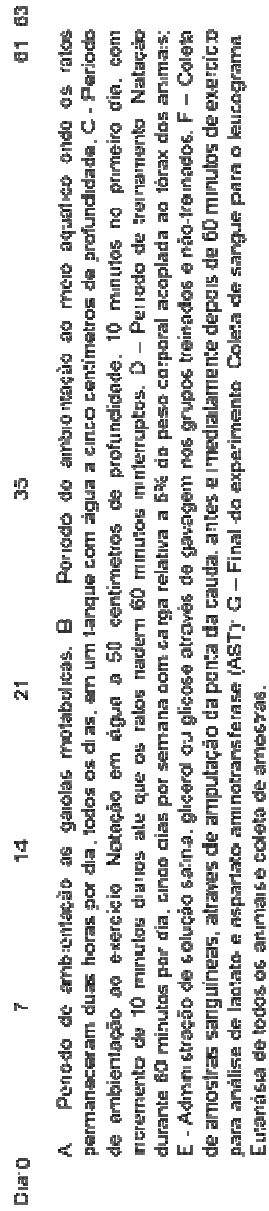 Dia 0 7 14 21 35 61 63
A Período de ambientação às gaiolas metabólicas. B Período de ambientação ao meio aquático onde os ratos
permaneceram duas horas por dia, todos os dias, em um tanque com água a cinco centímetros de profundidade. C - Período
de ambientação ao exercício Natação em água a 50 centímetros de profundidade, 10 minutos no primeiro dia, com
incremento de 10 minutos diários até que os ratos nadem 60 minutos ininterruptos. D – Período de treinamento Natação
durante 60 minutos por dia, cinco dias por semana com carga relativa a 6% do peso corporal acoplada ao tórax dos animais;
E - Administração de solução salina, glicerol ou glicose através de gavagem nos grupos treinados e não-treinados. F – Coleta
de amostras sanguíneas, através de amputação da ponta da cauda, antes e imediatamente depois de 60 minutos de exercício
para análise de lactato e aspartato aminotransferase (AST); G – Final do experimento Coleta de sangue para o leucograma
Eutanásia de todos os animais e coleta de amostras.